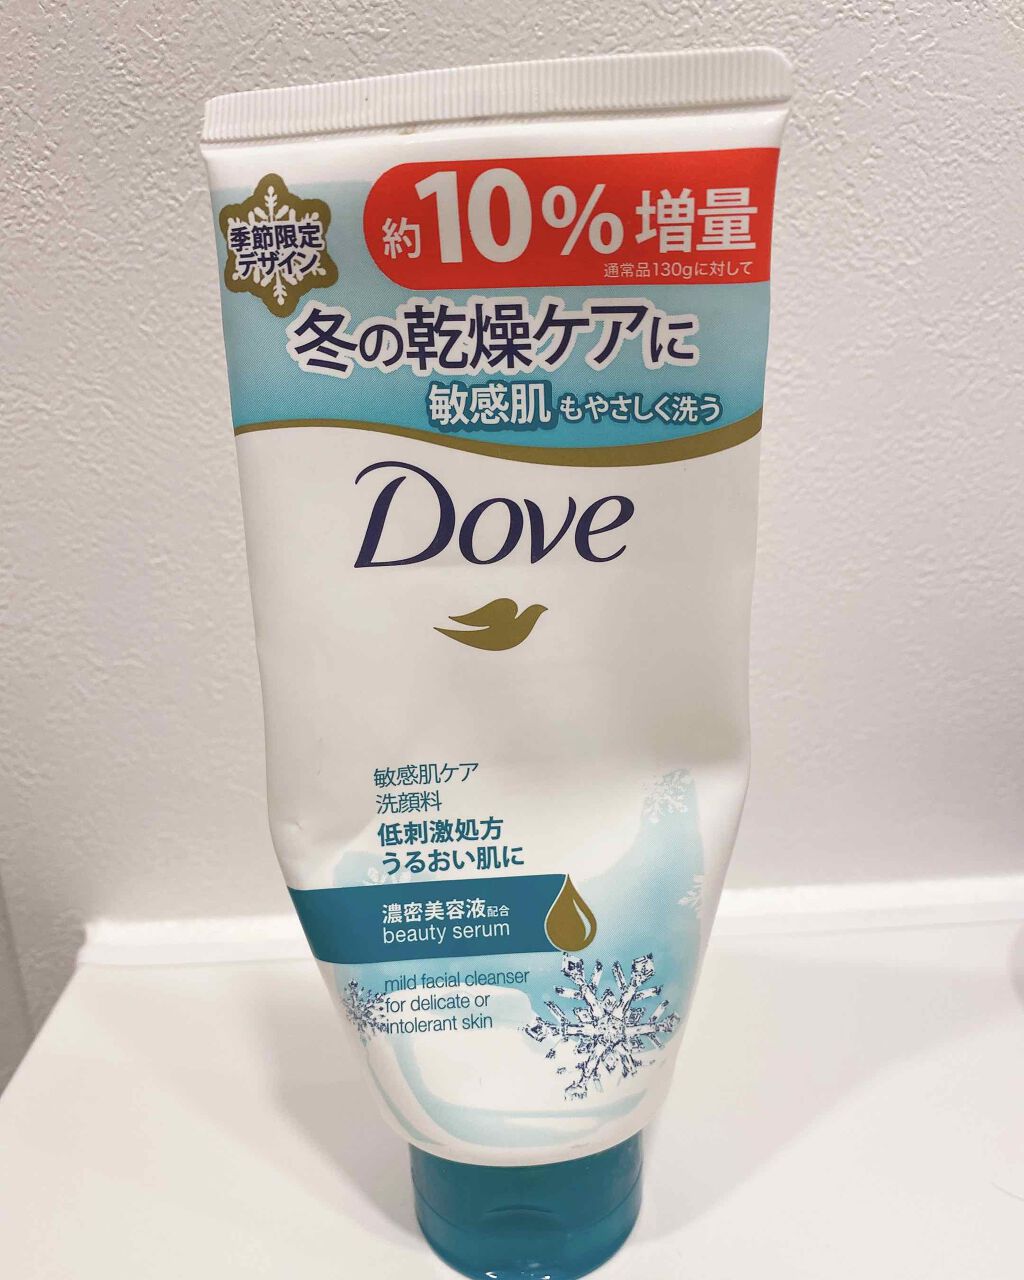 約10%増量
通常品130gに対して
季節限定
デザイン
冬の乾燥ケアに
敏感肌もやさしく洗う
Dove
敏感肌ケア
洗顔料
低刺激処方
うるおい肌に
濃密美容液配合
beauty serum
mild facial cleanser
for delicate or
intolerant skin